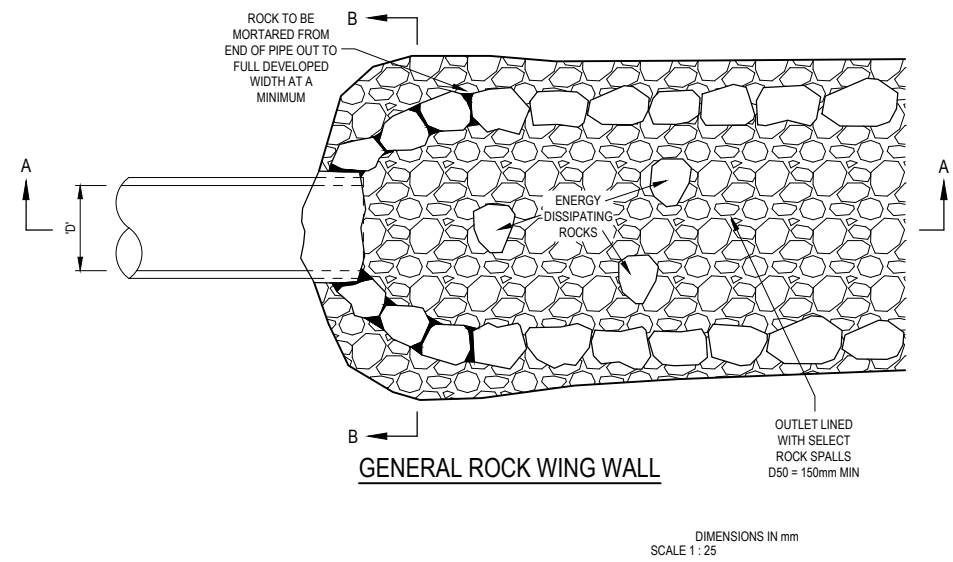 ROCK TO BE
MORTARED FROM
END OF PIPE OUT TO
FULL DEVELOPED
WIDTH AT A
MINIMUM
B
A
A
'D'
ENERGY
DISSIPATING
ROCKS
B
GENERAL ROCK WING WALL
OUTLET LINED
WITH SELECT
ROCK SPALLS
D50 = 150mm MIN
DIMENSIONS IN mm
SCALE 1 : 25